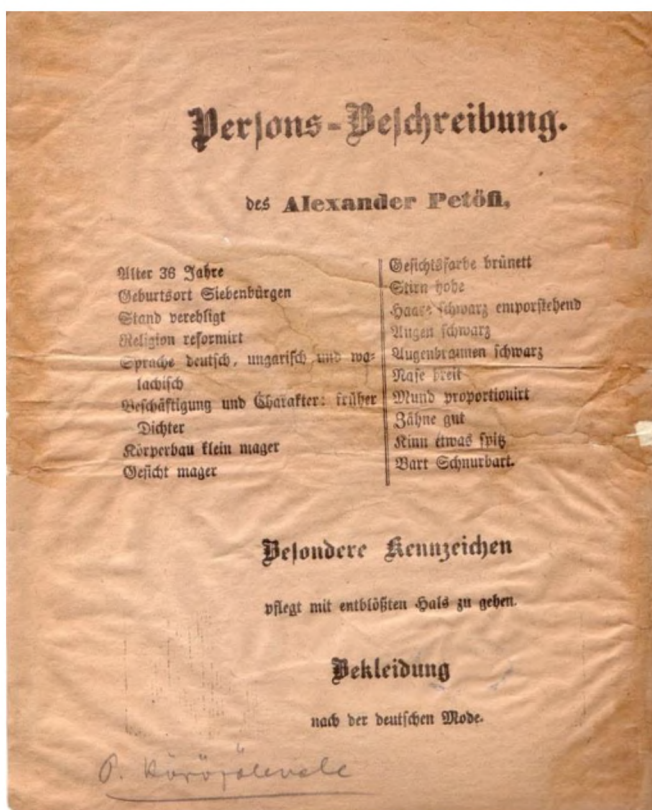 Persons-Beschreibung.
des Alexander Petöfi,
Alter 36 Jahre
Geburtsort Siebenbürgen
Stand verehligt
Religion reformirt
Sprache deutsch, ungarisch und wa-
lachisch
Beschäftigung und Charakter: früher
Dichter
Körperbau klein mager
Gesicht mager
Gesichtsfarbe brünett
Stirn hohe
Haare schwarz emporstehend
Augen schwarz
Augenbraunen schwarz
Nase breit
Mund proportionirt
Zähne gut
Kinn etwas spitz
Bart Schnurbart.
Besondere Kennzeichen
pflegt mit entblößten Hals zu gehen.
Bekleidung
nach der deutschen Mode.
P. Körözőlevele